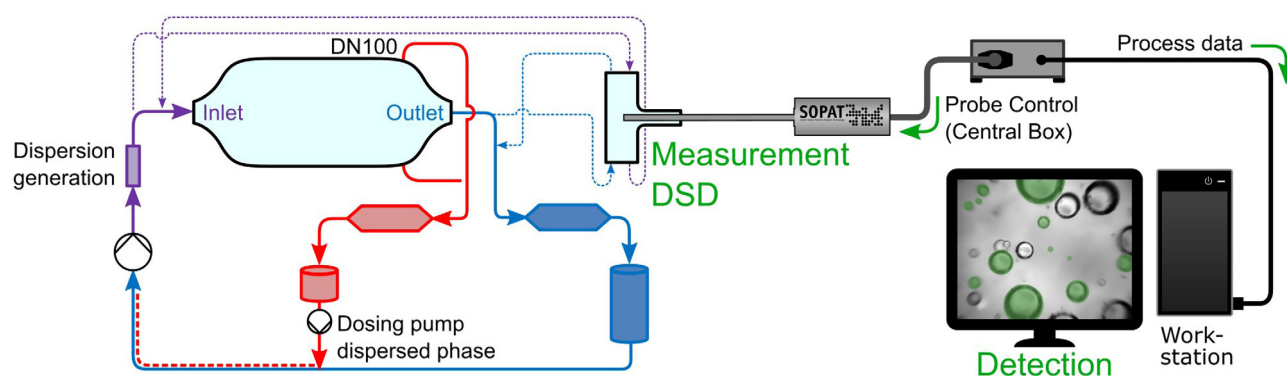 DN100
Inlet
Outlet
Dispersion
generation
Measurement
DSD
SOPAT
Process data
Probe Control
(Central Box)
Dosing pump
dispersed phase
Detection
Work-
station